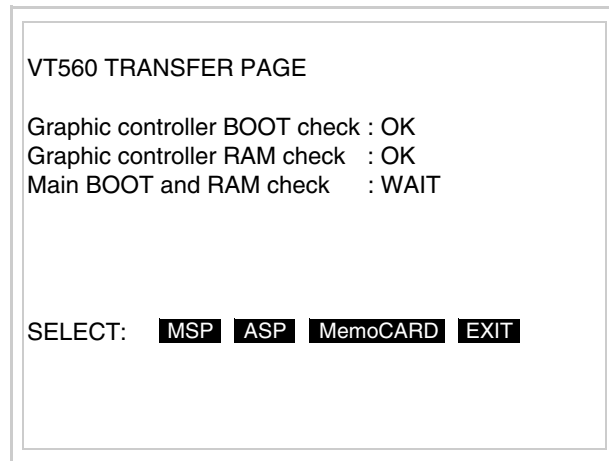 VT560 TRANSFER PAGE
Graphic controller BOOT check : OK
Graphic controller RAM check : OK
Main BOOT and RAM check : WAIT
SELECT: MSP ASP MemoCARD EXIT